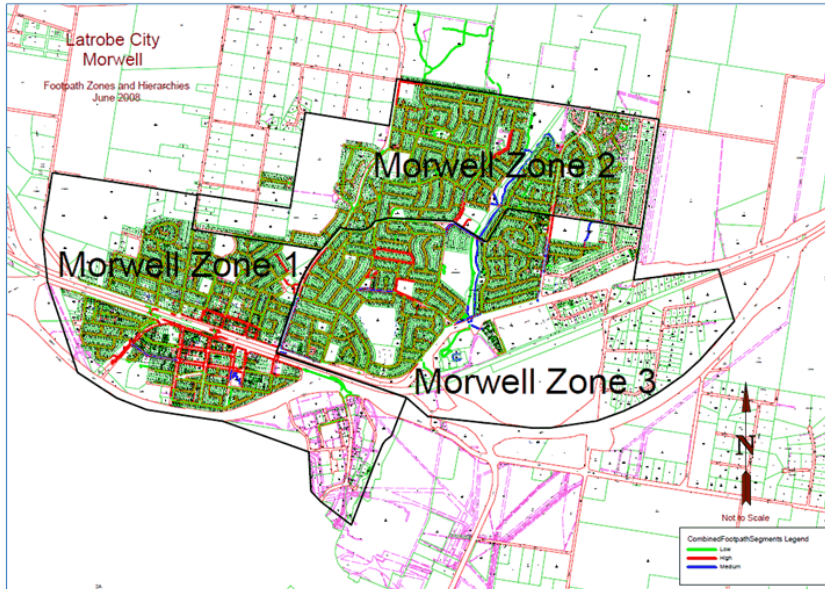 Latrobe City
Morwell
Footpath Zones and Hierarchies
June 2008
Morwell Zone 2
Morwell Zone 1
Morwell Zone 3
N
Not to Scale
CombinedFootpathSegments Legend
Low
High
Medium